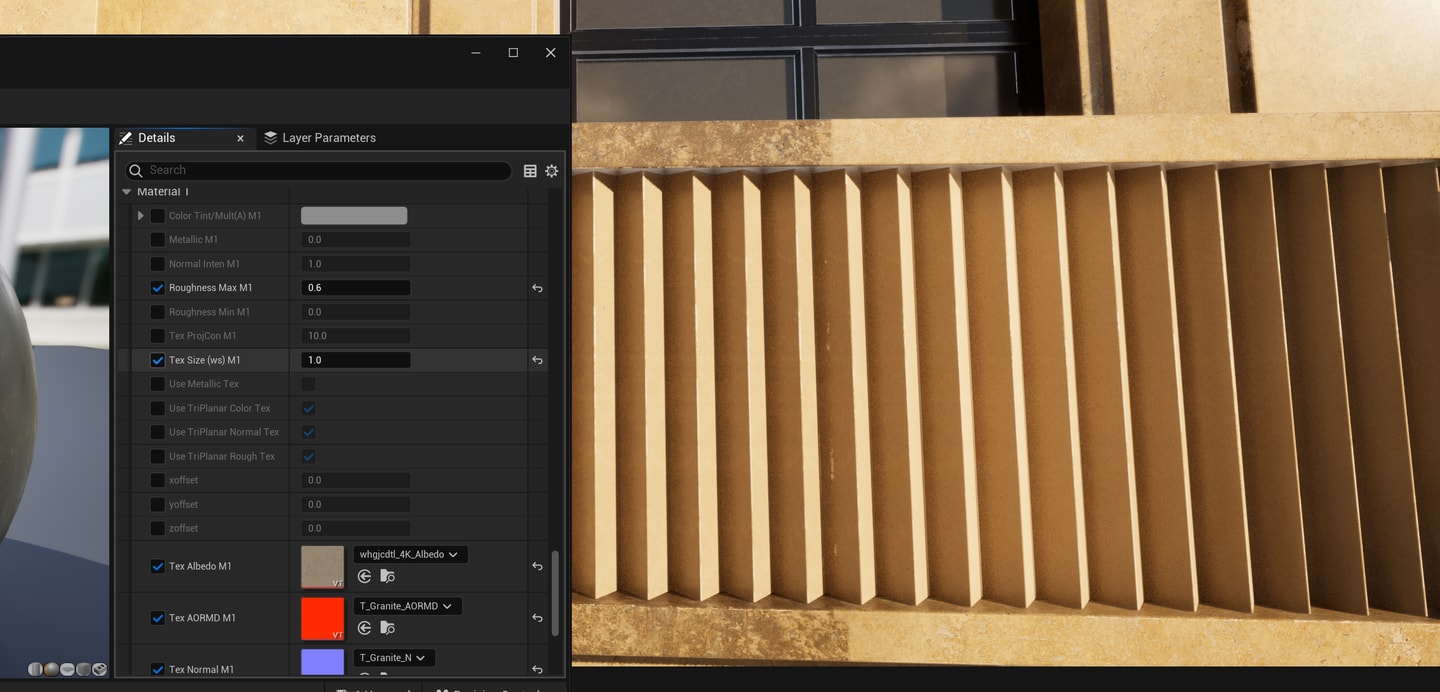 Details
Layer Parameters
Search
Material 1
Color Tint/Mult(A) M1
Metallic M1 0.0
Normal Inten M1 1.0
Roughness Max M1 0.6
Roughness Min M1 0.0
Tex ProjCon M1 10.0
Tex Size (ws) M1 1.0
Use Metallic Tex
Use TriPlanar Color Tex
Use TriPlanar Normal Tex
Use TriPlanar Rough Tex
xoffset 0.0
yoffset 0.0
zoffset 0.0
Tex Albedo M1 VT whgjcdtl_4K_Albedo
Tex AORMD M1 VT T_Granite_AORMD
Tex Normal M1 T_Granite_N